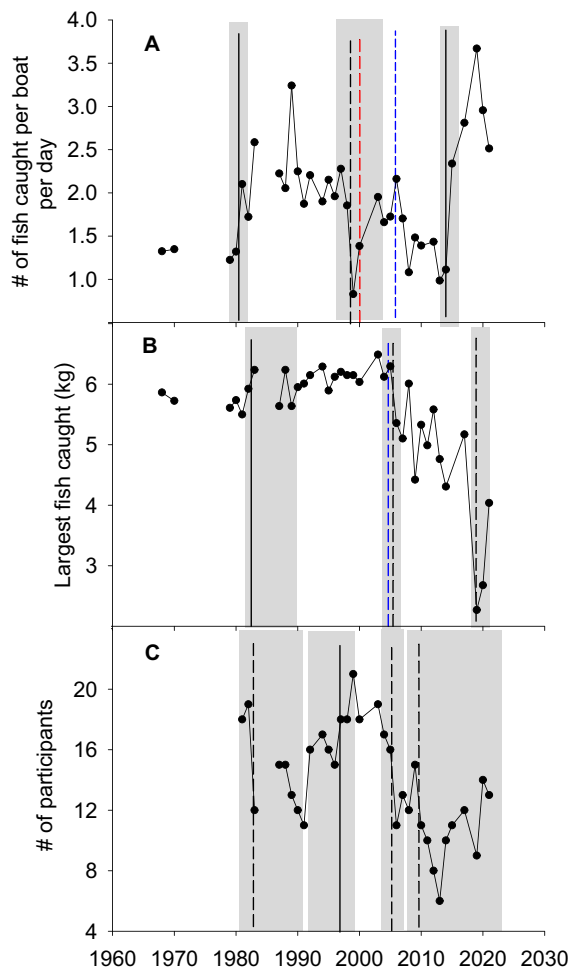 A
# of fish caught per boat
per day
4.0
3.5
3.0
2.5
2.0
1.5
1.0
B
Largest fish caught (kg)
6
5
4
3
2
C
# of participants
20
16
12
8
4
1960 1970 1980 1990 2000 2010 2020 2030